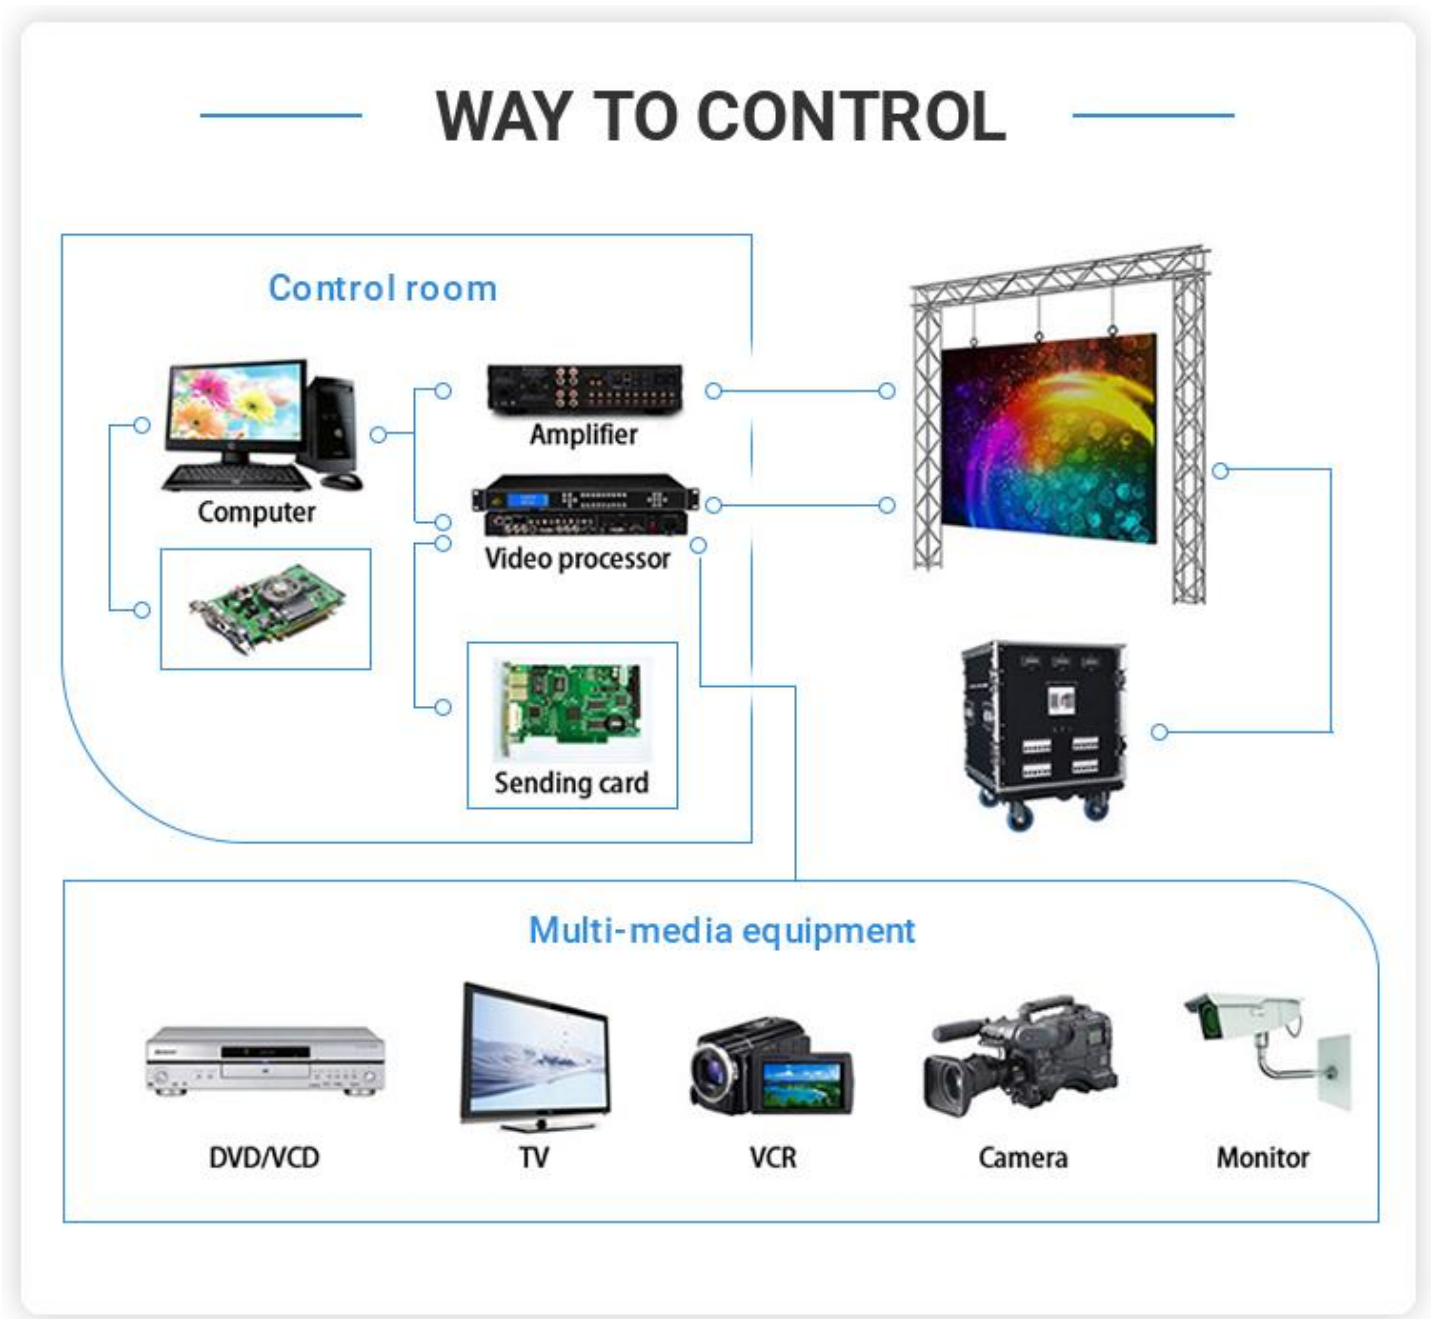 WAY TO CONTROL
Control room
Amplifier
Computer
Video processor
Sending card
Multi-media equipment
DVD/VCD
TV
VCR
Camera
Monitor